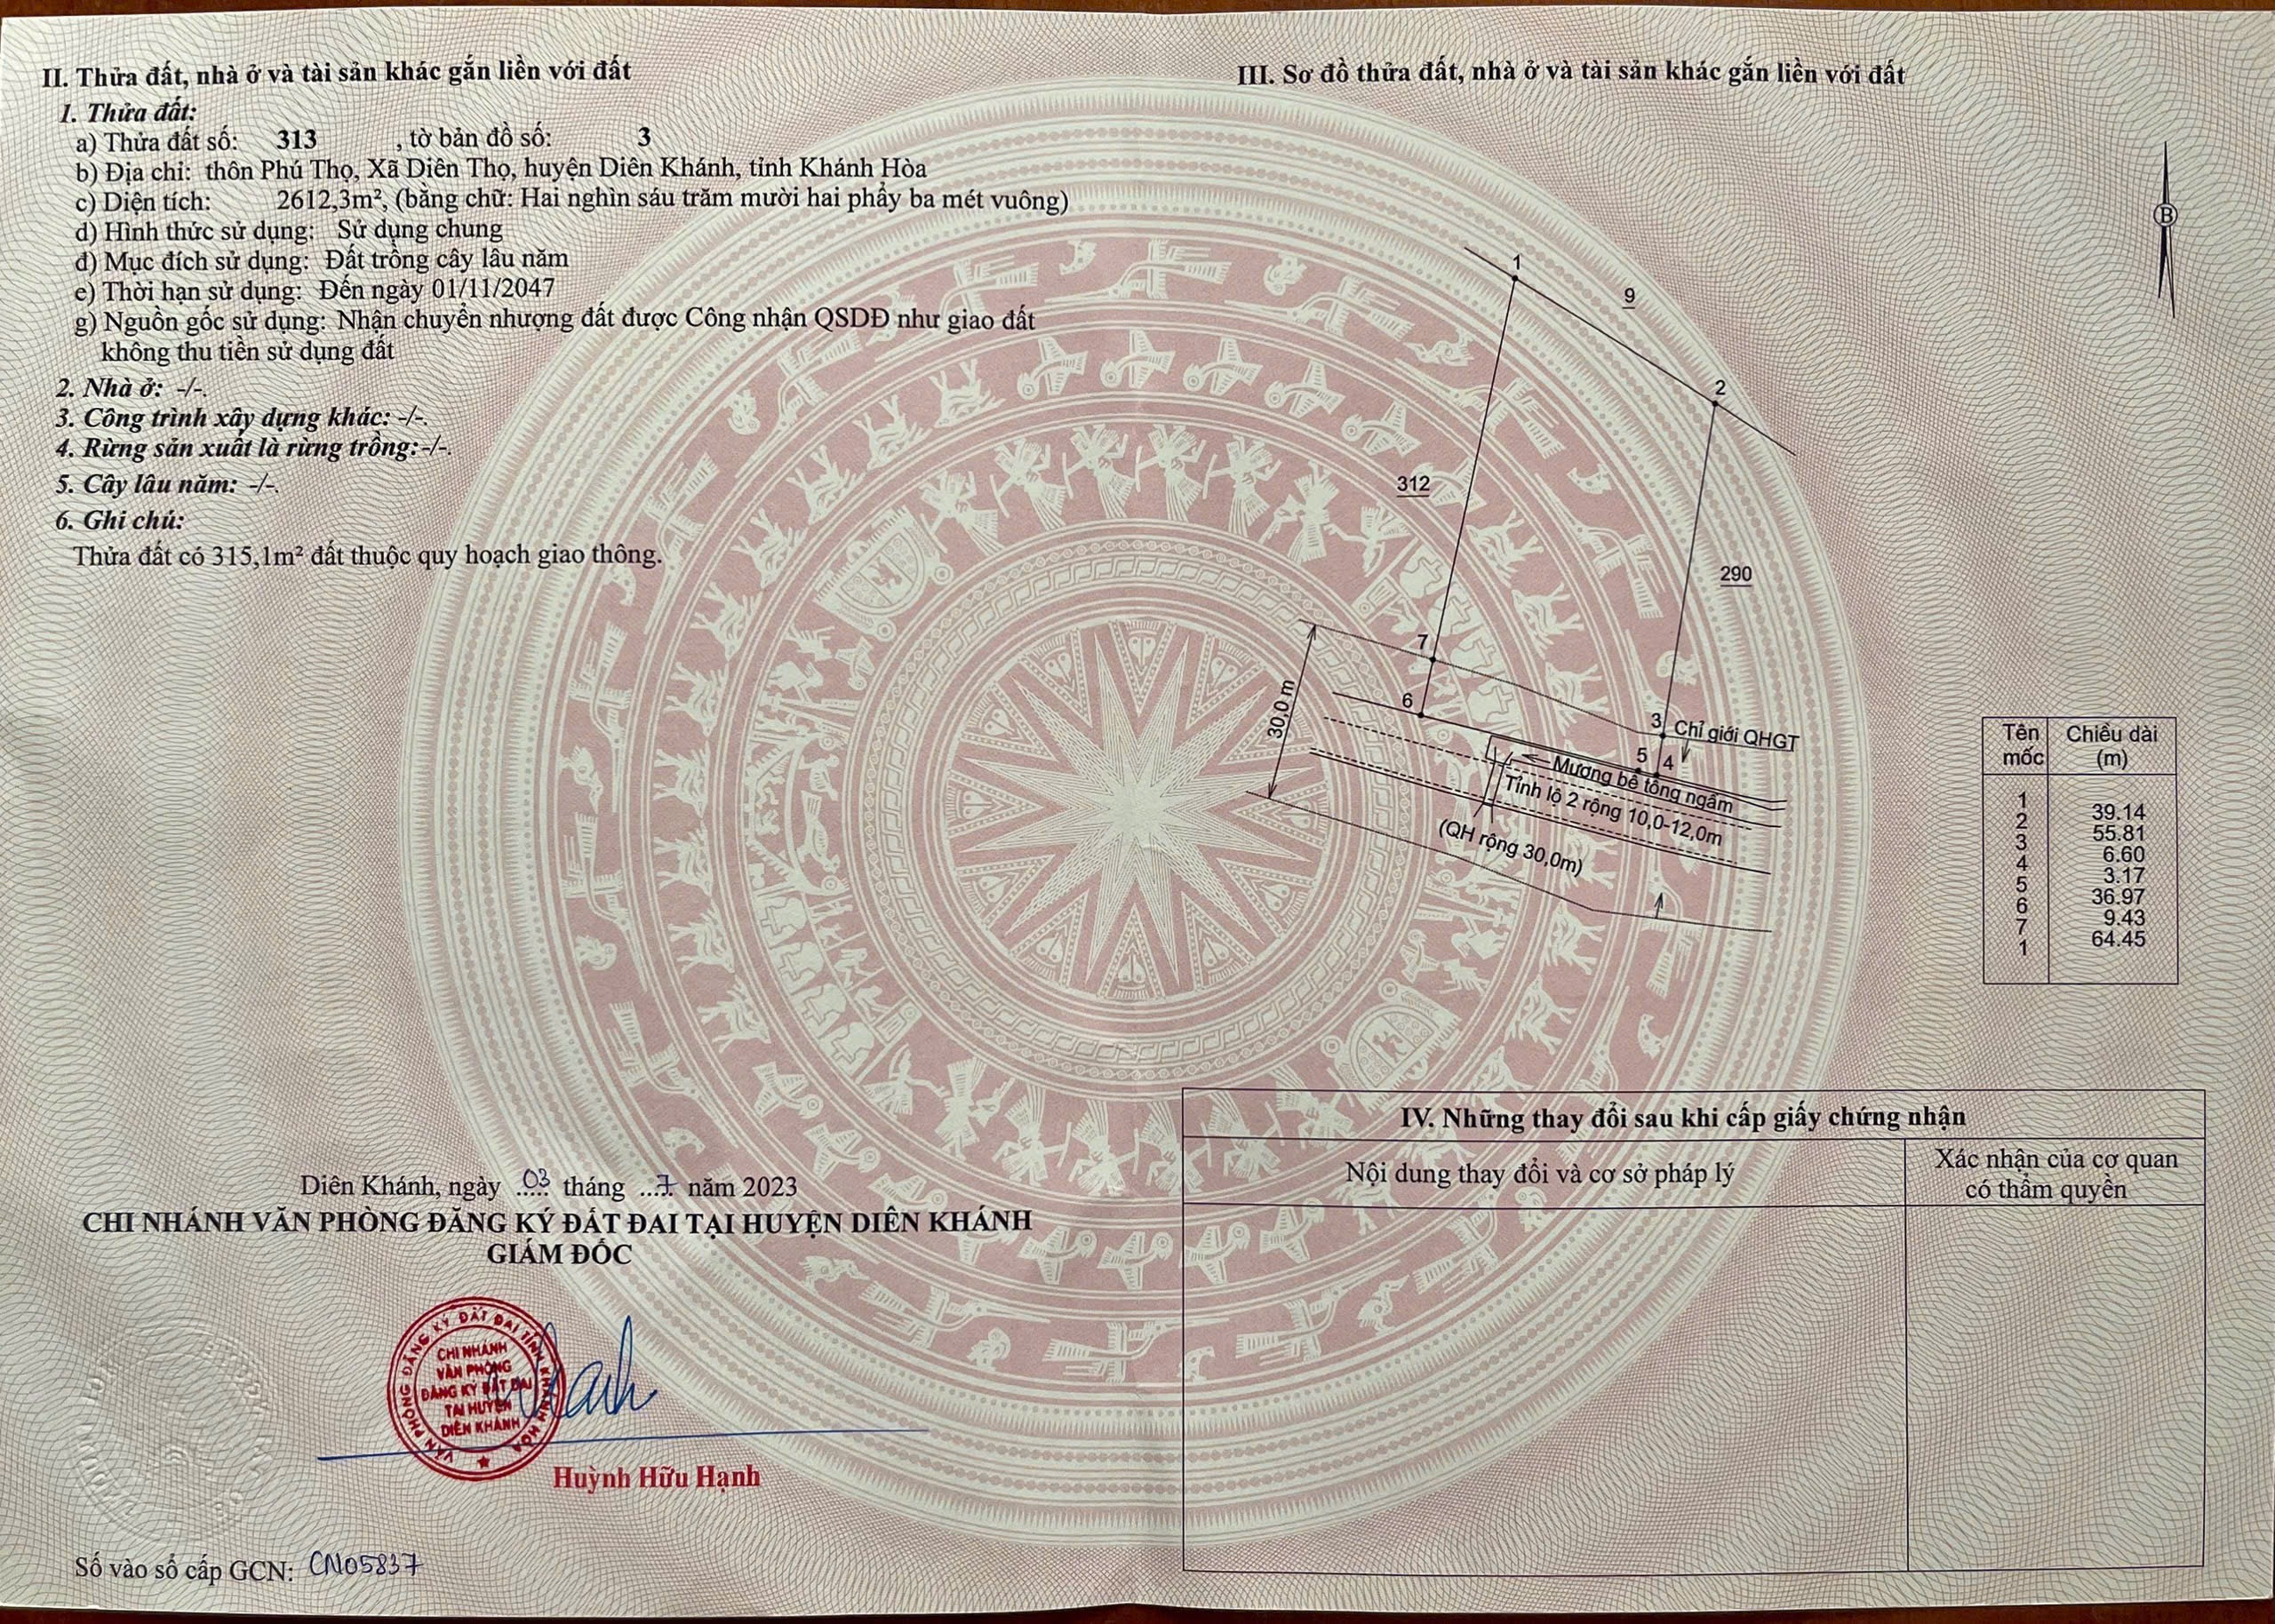 II. Thửa đất, nhà ở và tài sản khác gắn liền với đất
1. Thửa đất:
a) Thửa đất số: 313 , tờ bản đồ số: 3
b) Địa chỉ: thôn Phú Thọ, Xã Diên Thọ, huyện Diên Khánh, tỉnh Khánh Hòa
c) Diện tích: 2612,3m², (bằng chữ: Hai nghìn sáu trăm mười hai phẩy ba mét vuông)
d) Hình thức sử dụng: Sử dụng chung
đ) Mục đích sử dụng: Đất trồng cây lâu năm
e) Thời hạn sử dụng: Đến ngày 01/11/2047
g) Nguồn gốc sử dụng: Nhận chuyển nhượng đất được Công nhận QSDĐ như giao đất
không thu tiền sử dụng đất
2. Nhà ở: -/-.
3. Công trình xây dựng khác: -/-.
4. Rừng sản xuất là rừng trồng: -/-.
5. Cây lâu năm: -/-.
6. Ghi chú:
Thửa đất có 315,1m² đất thuộc quy hoạch giao thông.
Diên Khánh, ngày 03 tháng 7 năm 2023
CHI NHÁNH VĂN PHÒNG ĐĂNG KÝ ĐẤT ĐAI TẠI HUYỆN DIÊN KHÁNH
GIÁM ĐỐC
VĂN PHÒNG ĐĂNG KÝ ĐẤT ĐAI TỈNH KHÁNH HÒA
CHI NHÁNH
VĂN PHÒNG
ĐĂNG KÝ ĐẤT ĐAI
TẠI HUYỆN
DIÊN KHÁNH
Huỳnh Hữu Hạnh
Số vào sổ cấp GCN: CN05837
III. Sơ đồ thửa đất, nhà ở và tài sản khác gắn liền với đất
B
1
9
2
312
290
7
6
30,0 m
3
Chỉ giới QHGT
5
4
Mương bê tông ngầm
Tỉnh lộ 2 rộng 10,0-12,0m
(QH rộng 30,0m)
Tên mốc Chiều dài (m)
1
39.14
2
55.81
3
6.60
4
3.17
5
36.97
6
9.43
7
64.45
1
IV. Những thay đổi sau khi cấp giấy chứng nhận
Nội dung thay đổi và cơ sở pháp lý
Xác nhận của cơ quan
có thẩm quyền